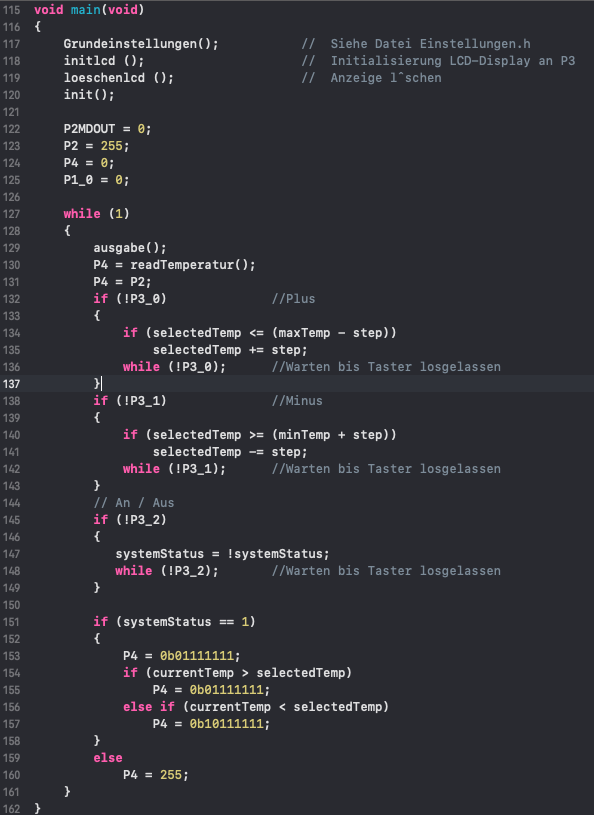 115 void main(void)
116 {
117     Grundeinstellungen();           //  Siehe Datei Einstellungen.h
118     initlcd ();                     //  Initialisierung LCD-Display an P3
119     loeschenlcd ();                 //  Anzeige lˆschen
120     init();
121
122     P2MDOUT = 0;
123     P2 = 255;
124     P4 = 0;
125     P1_0 = 0;
126
127     while (1)
128     {
129         ausgabe();
130         P4 = readTemperatur();
131         P4 = P2;
132         if (!P3_0)              //Plus
133         {
134             if (selectedTemp <= (maxTemp - step))
135                 selectedTemp += step;
136             while (!P3_0);      //Warten bis Taster losgelassen
137         }
138         if (!P3_1)              //Minus
139         {
140             if (selectedTemp >= (minTemp + step))
141                 selectedTemp -= step;
142             while (!P3_1);      //Warten bis Taster losgelassen
143         }
144         // An / Aus
145         if (!P3_2)
146         {
147            systemStatus = !systemStatus;
148            while (!P3_2);       //Warten bis Taster losgelassen
149         }
150
151         if (systemStatus == 1)
152         {
153             P4 = 0b01111111;
154             if (currentTemp > selectedTemp)
155                 P4 = 0b01111111;
156             else if (currentTemp < selectedTemp)
157                 P4 = 0b10111111;
158         }
159         else
160             P4 = 255;
161     }
162 }